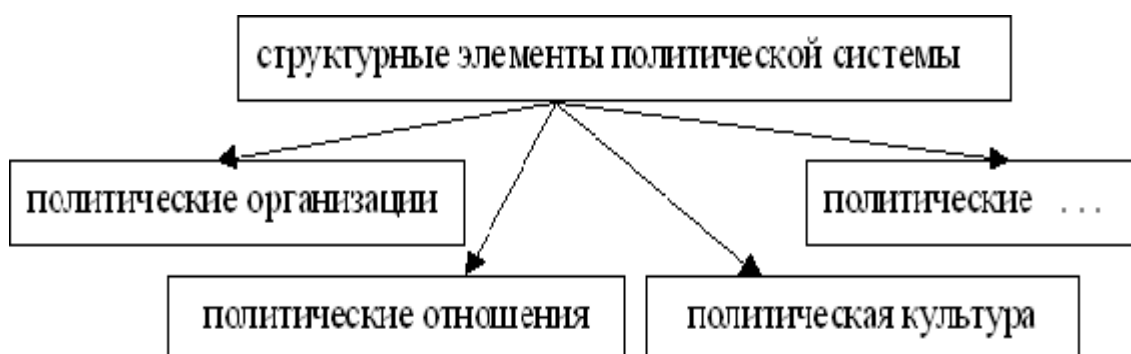 структурные элементы политической системы
политические организации
политические ...
политические отношения
политическая культура